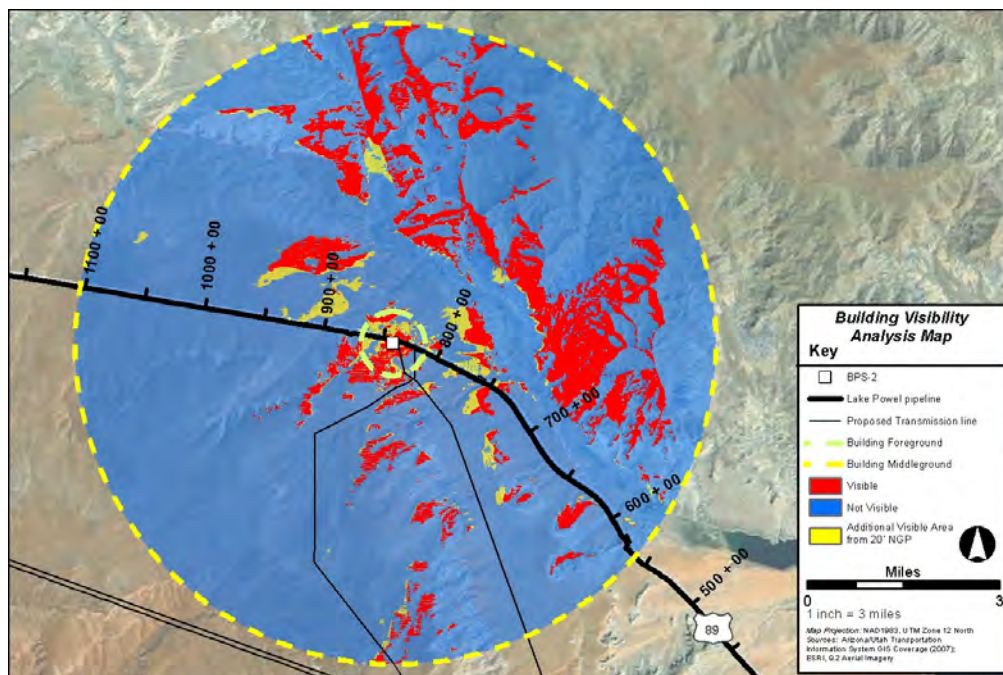 1100 + 00
1000 + 00
900 + 00
800 + 00
700 + 00
600 + 00
500 + 00
89
Building Visibility
Analysis Map
Key
BPS-2
Lake Powel pipeline
Proposed Transmission line
Building Foreground
Building Middleground
Visible
Not Visible
Additional Visible Area
from 20' NGP
Miles
0 3
1 inch = 3 miles
Map Projection: NAD1983, UTM Zone 12 North
Sources: Arizona/Utah Transportation
Information System GIS Coverage (2007);
ESRI, G2 Aerial Imagery